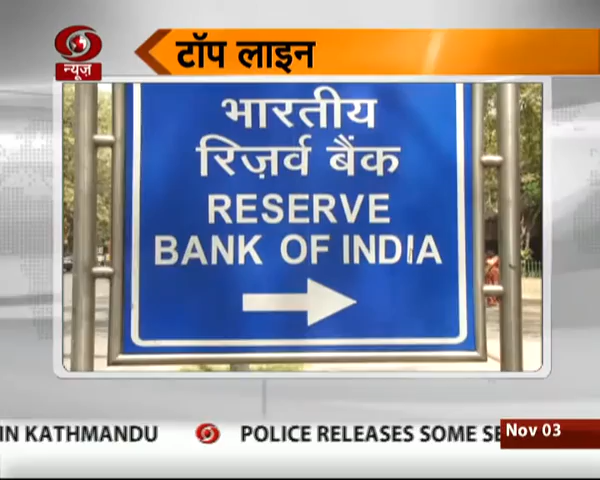 न्यूज़
टॉप लाइन
भारतीय
रिज़र्व बैंक
RESERVE
BANK OF INDIA
IN KATHMANDU POLICE RELEASES SOME
Nov 03